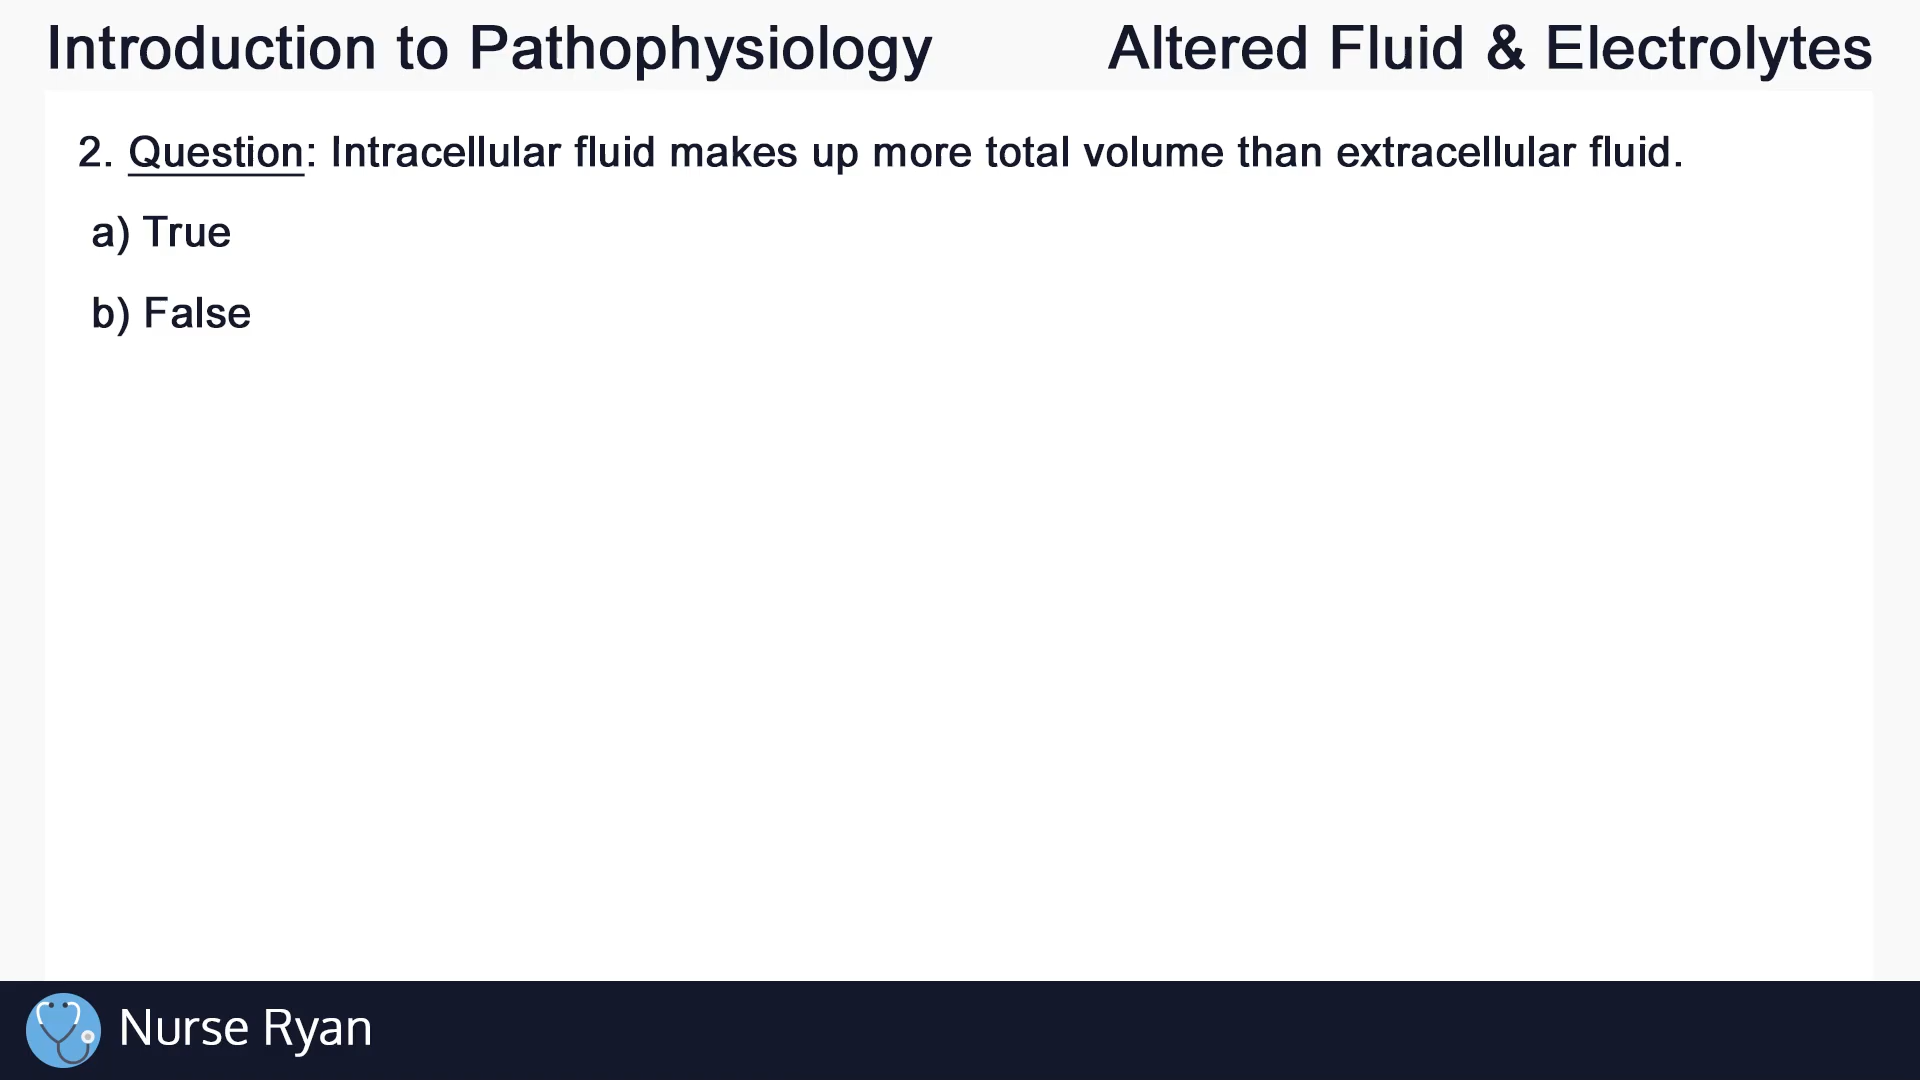 Introduction to Pathophysiology
Altered Fluid & Electrolytes
2. Question: Intracellular fluid makes up more total volume than extracellular fluid.
a) True
b) False
Nurse Ryan